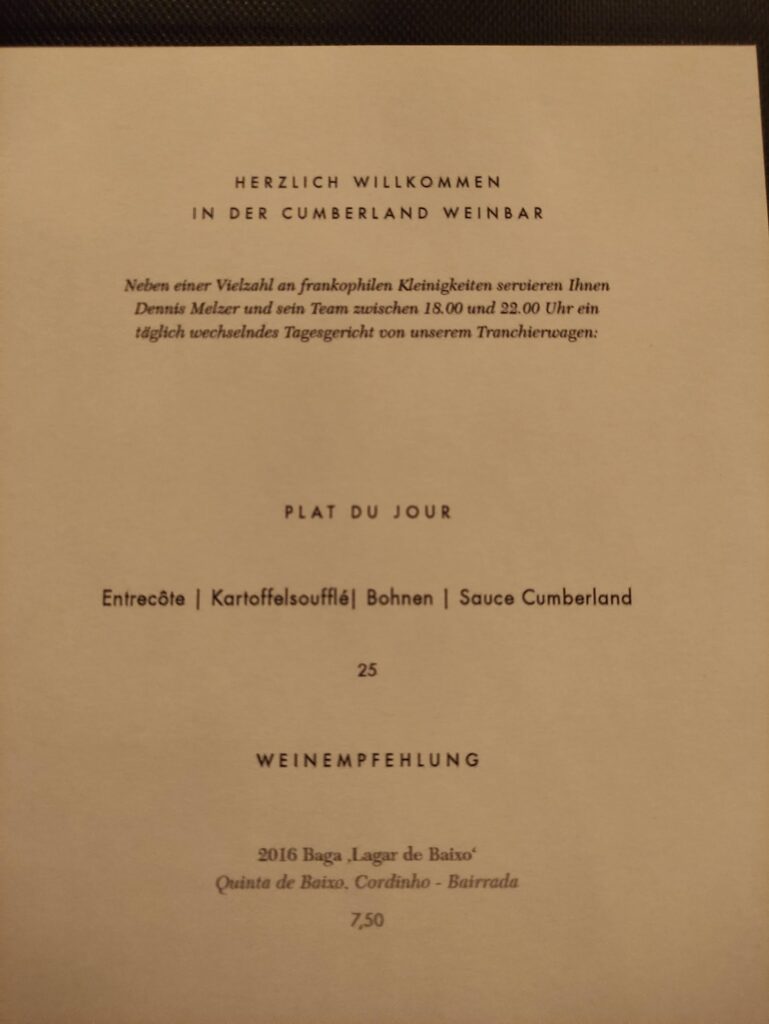 HERZLICH WILLKOMMEN
IN DER CUMBERLAND WEINBAR
Neben einer Vielzahl an frankophilen Kleinigkeiten servieren Ihnen
Dennis Melzer und sein Team zwischen 18.00 und 22.00 Uhr ein
täglich wechselndes Tagesgericht von unserem Tranchierwagen:
PLAT DU JOUR
Entrecôte | Kartoffelsoufflé| Bohnen | Sauce Cumberland
25
WEINEMPFEHLUNG
2016 Baga ‚Lagar de Baixo‘
Quinta de Baixo, Cordinho - Bairrada
7,50